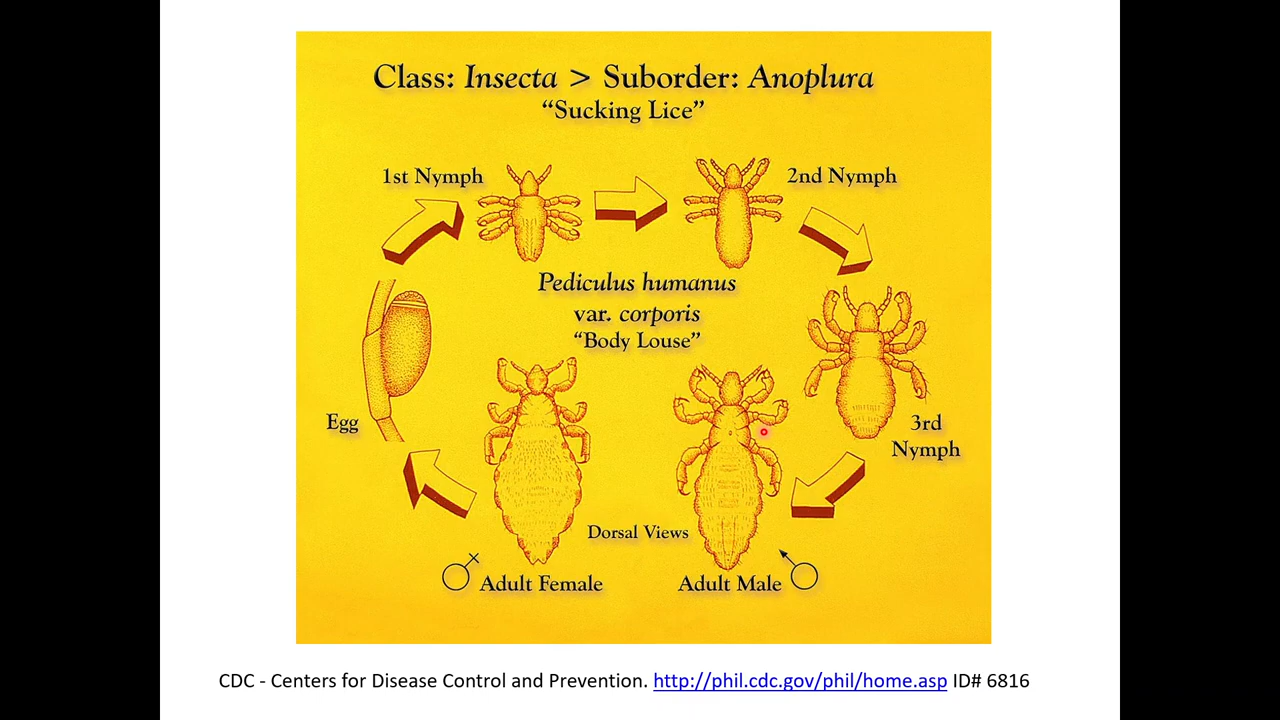 Class: Insecta > Suborder: Anoplura
“Sucking Lice”
1st Nymph
2nd Nymph
Pediculus humanus
var. corporis
“Body Louse”
Egg
3rd
Nymph
Dorsal Views
Adult Female
Adult Male
CDC - Centers for Disease Control and Prevention. http://phil.cdc.gov/phil/home.asp ID# 6816